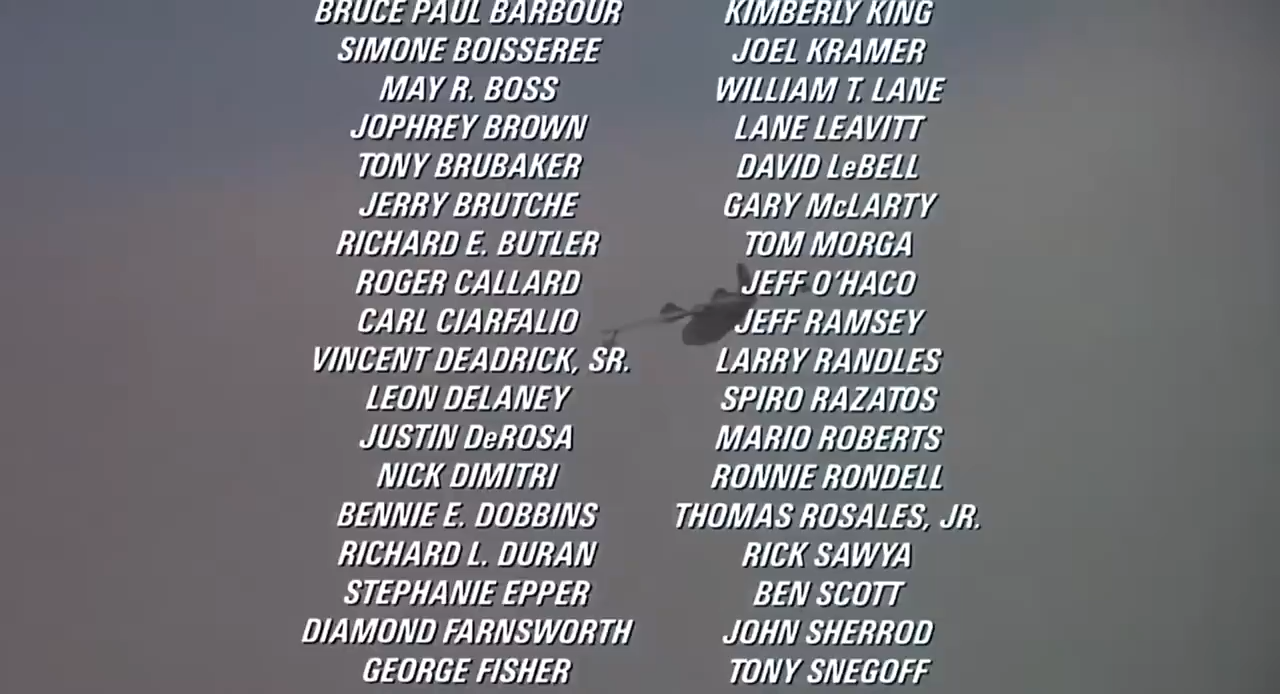 BRUCE PAUL BARBOUR
SIMONE BOISSEREE
MAY R. BOSS
JOPHREY BROWN
TONY BRUBAKER
JERRY BRUTCHE
RICHARD E. BUTLER
ROGER CALLARD
CARL CIARFALIO
VINCENT DEADRICK, SR.
LEON DELANEY
JUSTIN DeROSA
NICK DIMITRI
BENNIE E. DOBBINS
RICHARD L. DURAN
STEPHANIE EPPER
DIAMOND FARNSWORTH
GEORGE FISHER
KIMBERLY KING
JOEL KRAMER
WILLIAM T. LANE
LANE LEAVITT
DAVID LeBELL
GARY McLARTY
TOM MORGA
JEFF O'HACO
JEFF RAMSEY
LARRY RANDLES
SPIRO RAZATOS
MARIO ROBERTS
RONNIE RONDELL
THOMAS ROSALES, JR.
RICK SAWYA
BEN SCOTT
JOHN SHERROD
TONY SNEGOFF